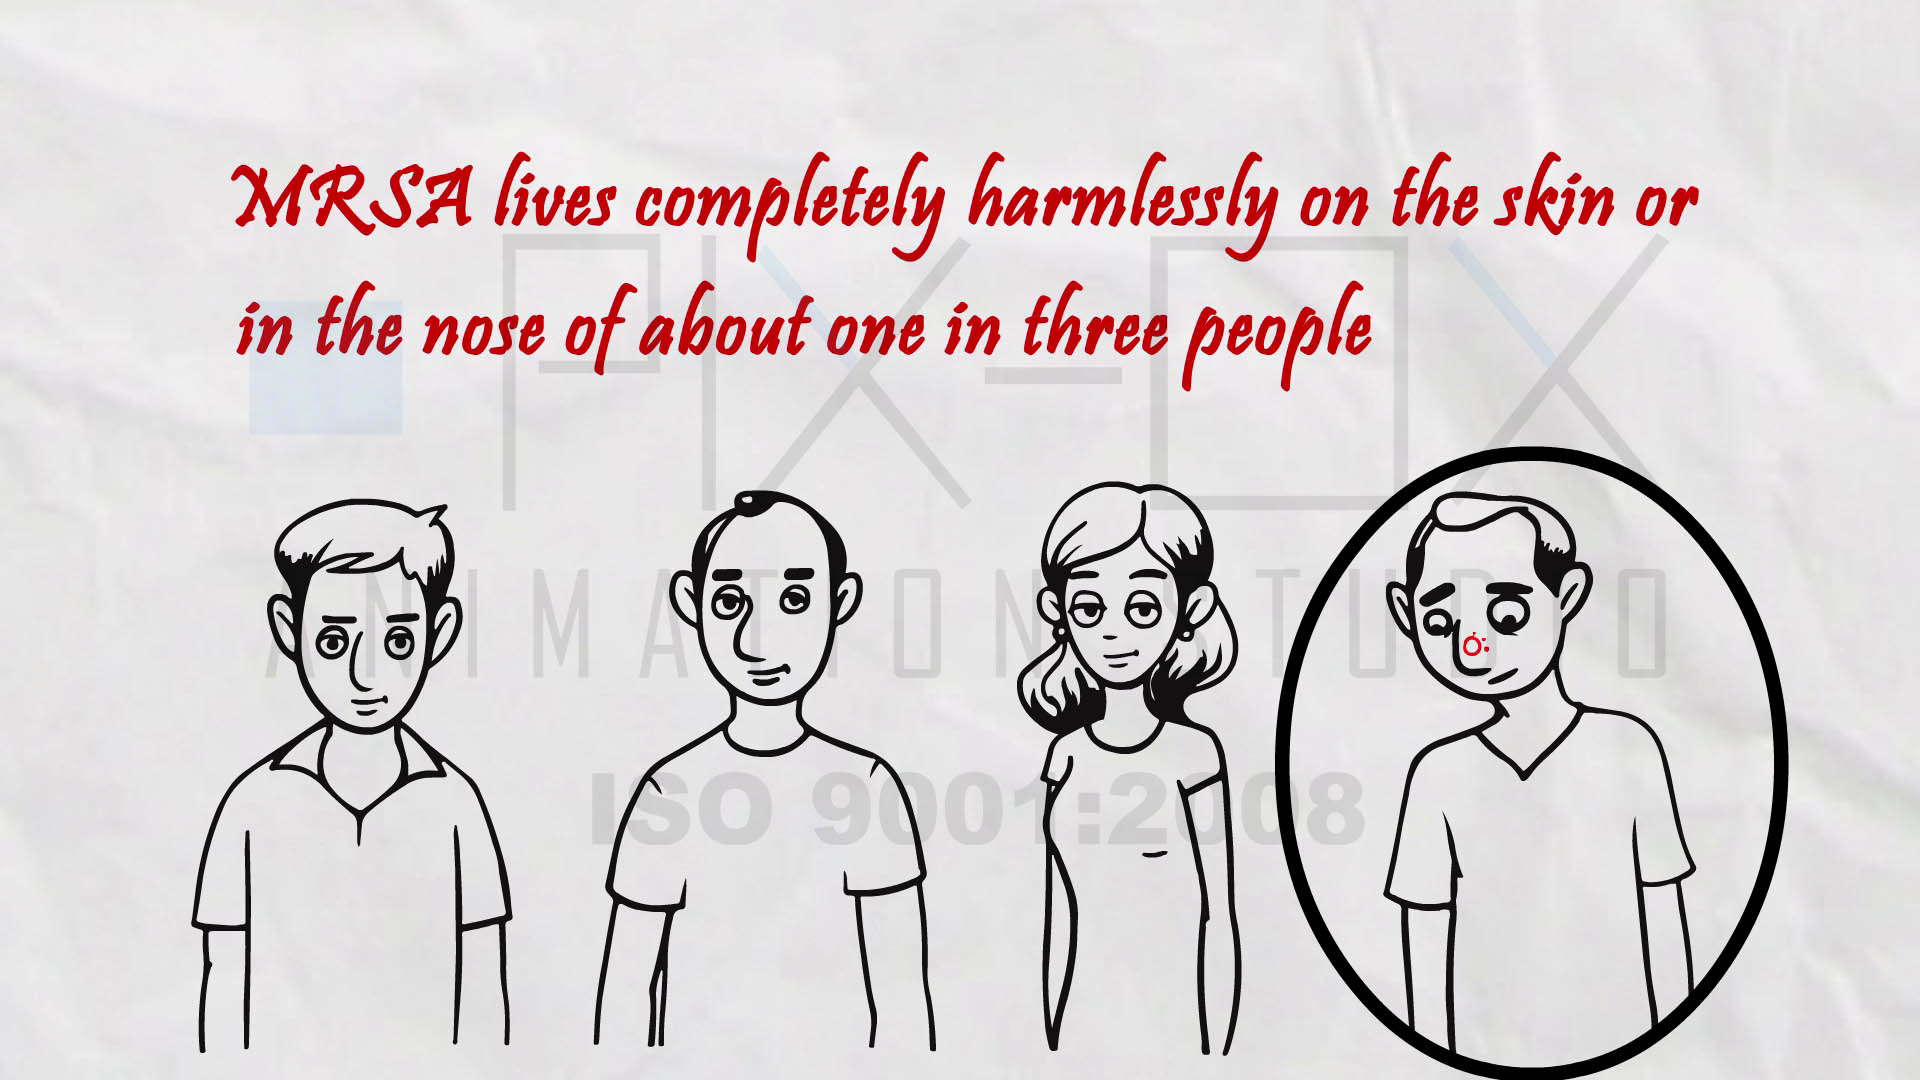 MRSA lives completely harmlessly on the skin or
in the nose of about one in three people
PIX-OX
ANIMATION STUDIO
ISO 9001:2008